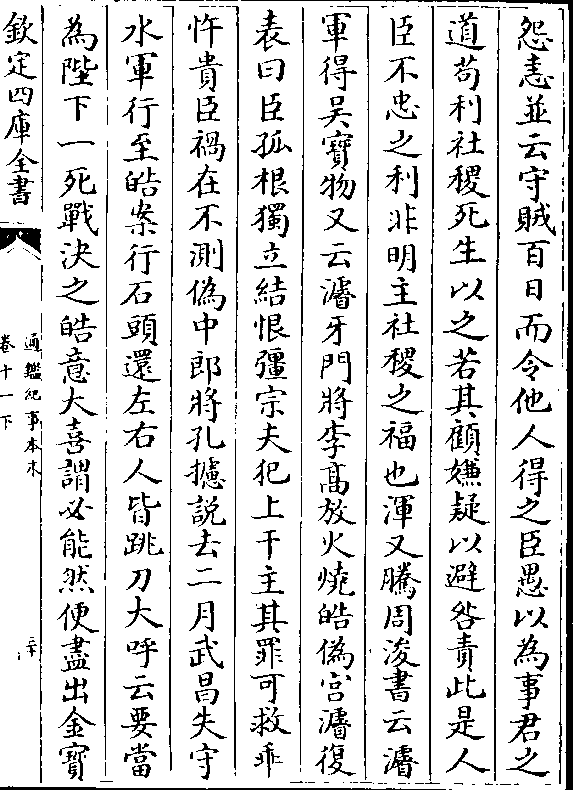 怨恚並云守賊百日而令他人得之臣愚以為事君之
道苟利社稷死生以之若其顧嫌疑以避咎責此是人
臣不忠之利非明主社稷之福也渾又騰周浚書云濬
軍得吳寶物又云濬牙門將李高放火燒皓偽宫濬復
表曰臣孤根獨立結恨彊宗夫犯上干主其罪可救乖
忤貴臣禍在不測偽中郎將孔攄説去二月武昌失守
水軍行至皓案行石頭還左右人皆跳刀大呼云要當
為陛下一死戰決之皓意大喜謂必能然便盡出金寶
欽定四庫全書
通鑑紀事本末
卷十一下